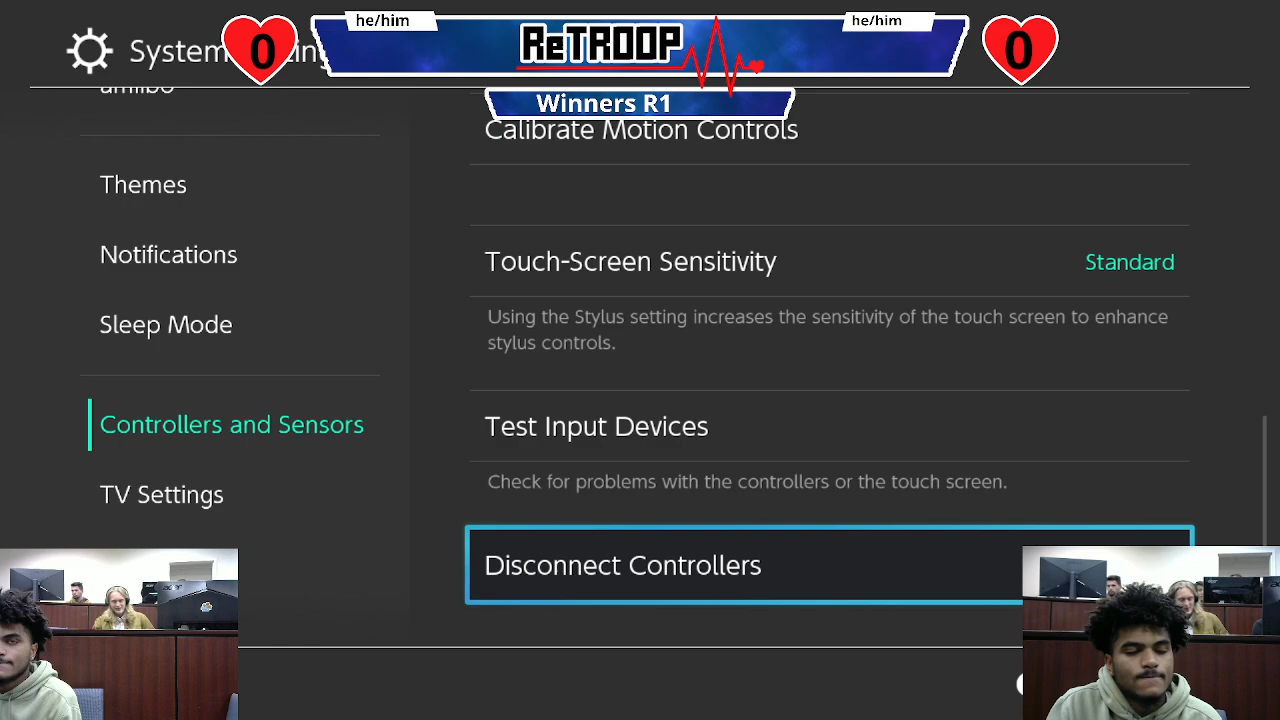 he/him
he/him
System
0
ReTROOP
0
Winners R1
amiibo
Calibrate Motion Controls
Themes
Notifications
Sleep Mode
Controllers and Sensors
TV Settings
Touch-Screen Sensitivity Standard
Using the Stylus setting increases the sensitivity of the touch screen to enhance
stylus controls.
Test Input Devices
Check for problems with the controllers or the touch screen.
Disconnect Controllers